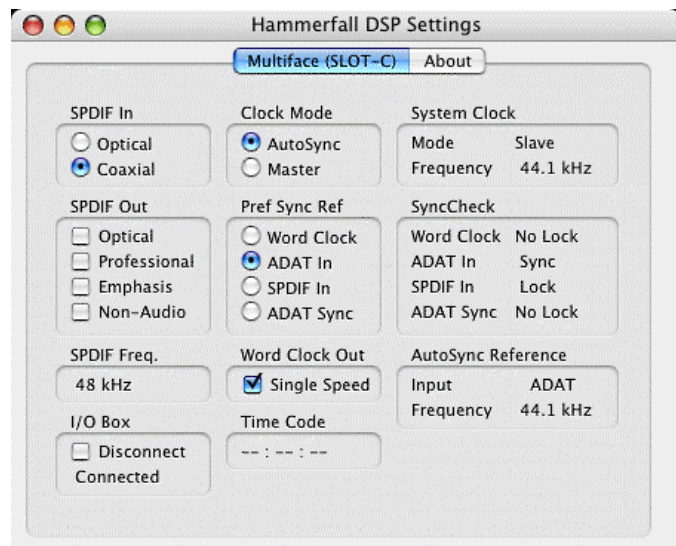 Hammerfall DSP Settings
Multiface (SLOT-C) About
SPDIF In
Optical
Coaxial
Clock Mode
AutoSync
Master
System Clock
Mode Slave
Frequency 44.1 kHz
SPDIF Out
Optical
Professional
Emphasis
Non-Audio
Pref Sync Ref
Word Clock
ADAT In
SPDIF In
ADAT Sync
SyncCheck
Word Clock No Lock
ADAT In Sync
SPDIF In Lock
ADAT Sync No Lock
SPDIF Freq.
48 kHz
Word Clock Out
Single Speed
AutoSync Reference
Input ADAT
Frequency 44.1 kHz
I/O Box
Disconnect
Connected
Time Code
-- : -- : --